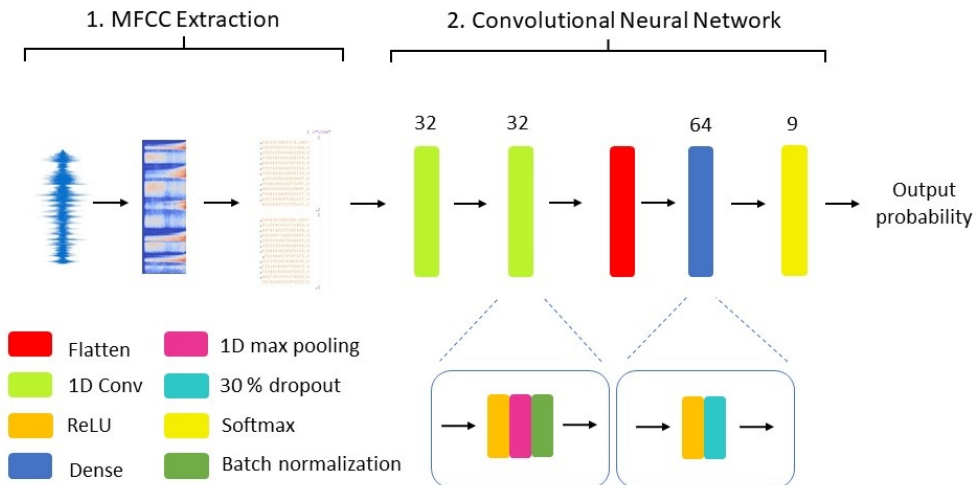 1. MFCC Extraction
2. Convolutional Neural Network
32
32
64
9
Output
probability
Flatten
1D max pooling
1D Conv
30 % dropout
ReLU
Softmax
Dense
Batch normalization